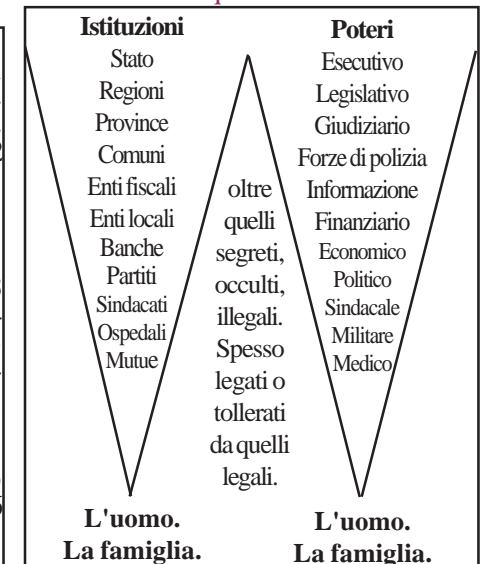 Istituzioni
Stato
Regioni
Province
Comuni
Enti fiscali
Enti locali
Banche
Partiti
Sindacati
Ospedali
Mutue
L'uomo.
La famiglia.
oltre
quelli
segreti,
occulti,
illegali.
Spesso
legati o
tollerati
da quelli
legali.
Poteri
Esecutivo
Legislativo
Giudiziario
Forze di polizia
Informazione
Finanziario
Economico
Politico
Sindacale
Militare
Medico
L'uomo.
La famiglia.